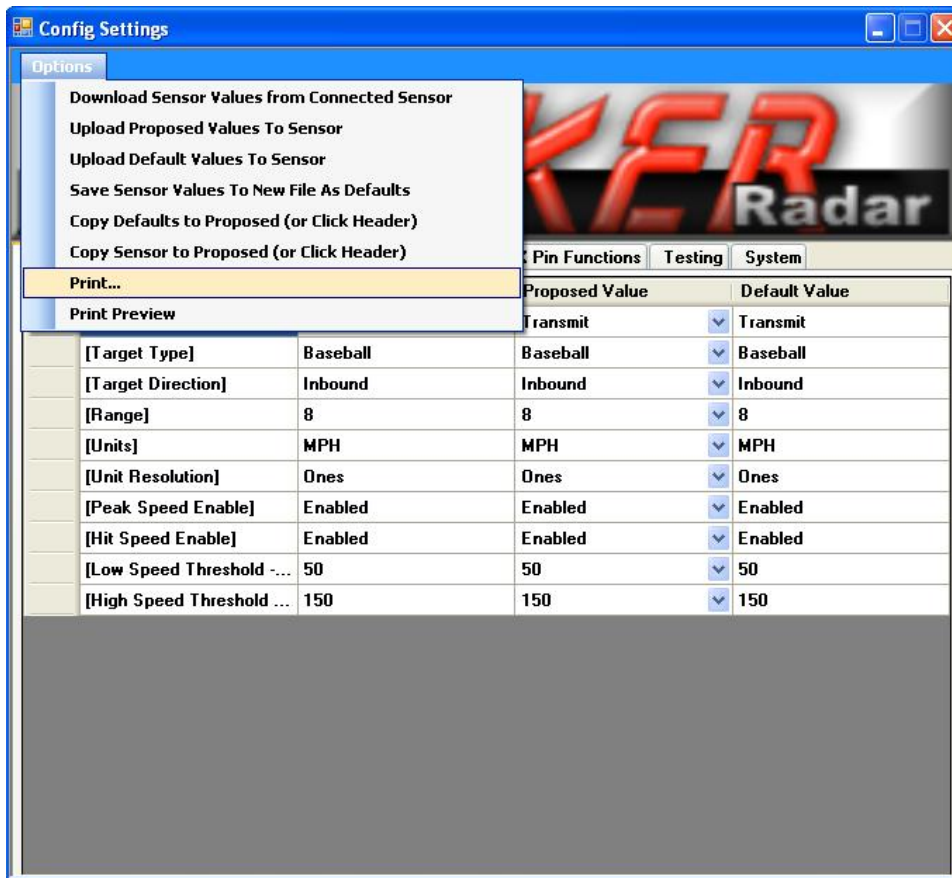 Config Settings
Options
Download Sensor Values from Connected Sensor
Upload Proposed Values To Sensor
Upload Default Values To Sensor
Save Sensor Values To New File As Defaults
Copy Defaults to Proposed (or Click Header)
Copy Sensor to Proposed (or Click Header)
Print...
Print Preview
Radar
Pin Functions Testing System
Proposed Value Default Value
Transmit Transmit
[Target Type] Baseball Baseball Baseball
[Target Direction] Inbound Inbound Inbound
[Range] 8 8 8
[Units] MPH MPH MPH
[Unit Resolution] Ones Ones Ones
[Peak Speed Enable] Enabled Enabled Enabled
[Hit Speed Enable] Enabled Enabled Enabled
[Low Speed Threshold -... 50 50 50
[High Speed Threshold ... 150 150 150